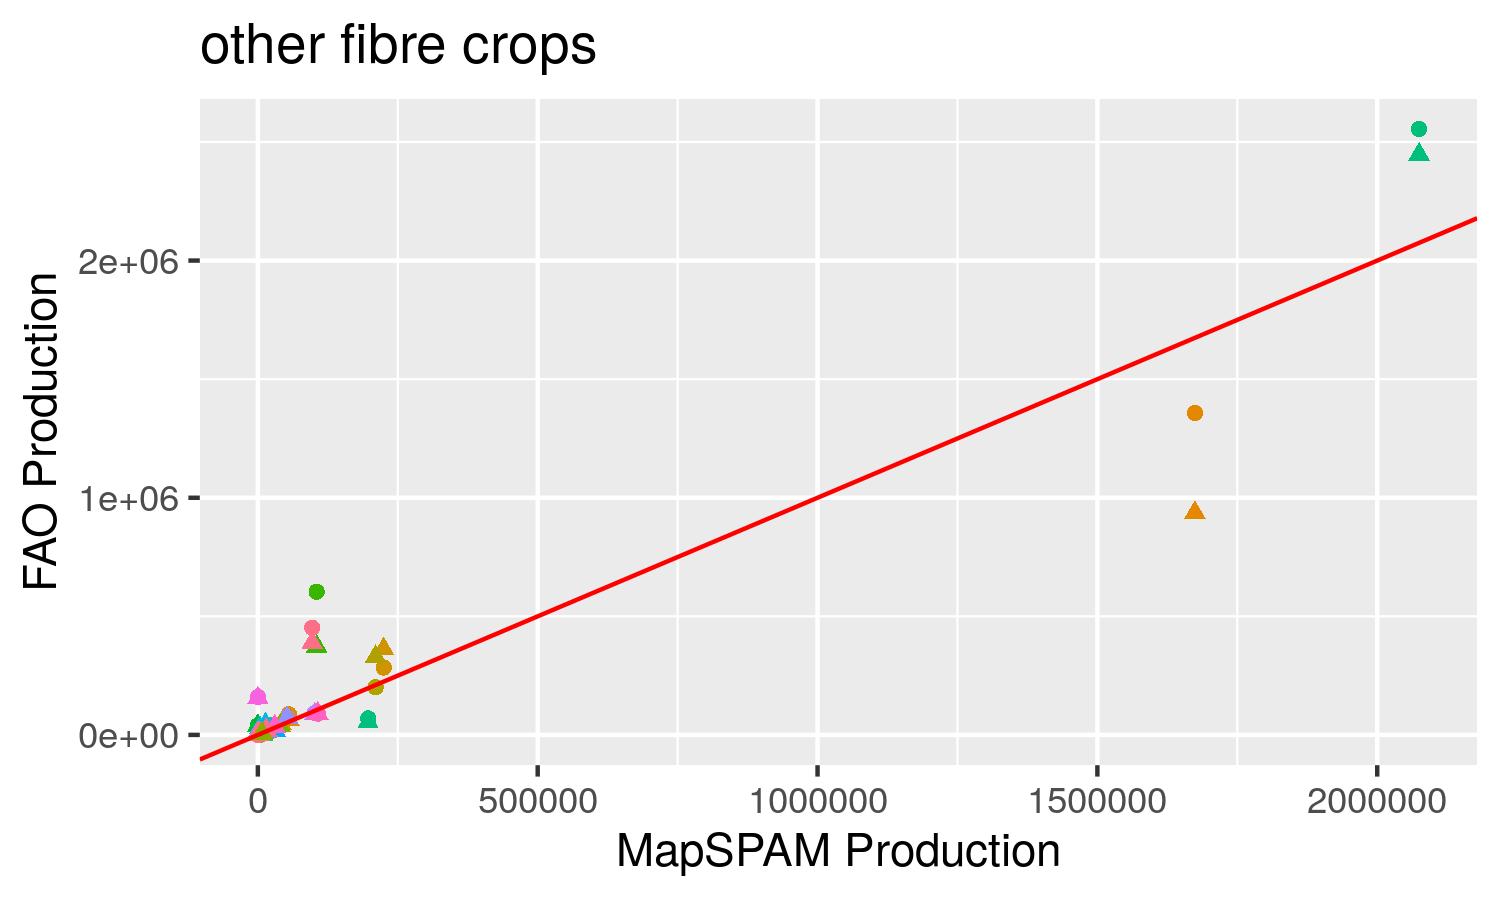 other fibre crops
FAO Production
2e+06
1e+06
0e+00
0
500000
1000000
1500000
2000000
MapSPAM Production